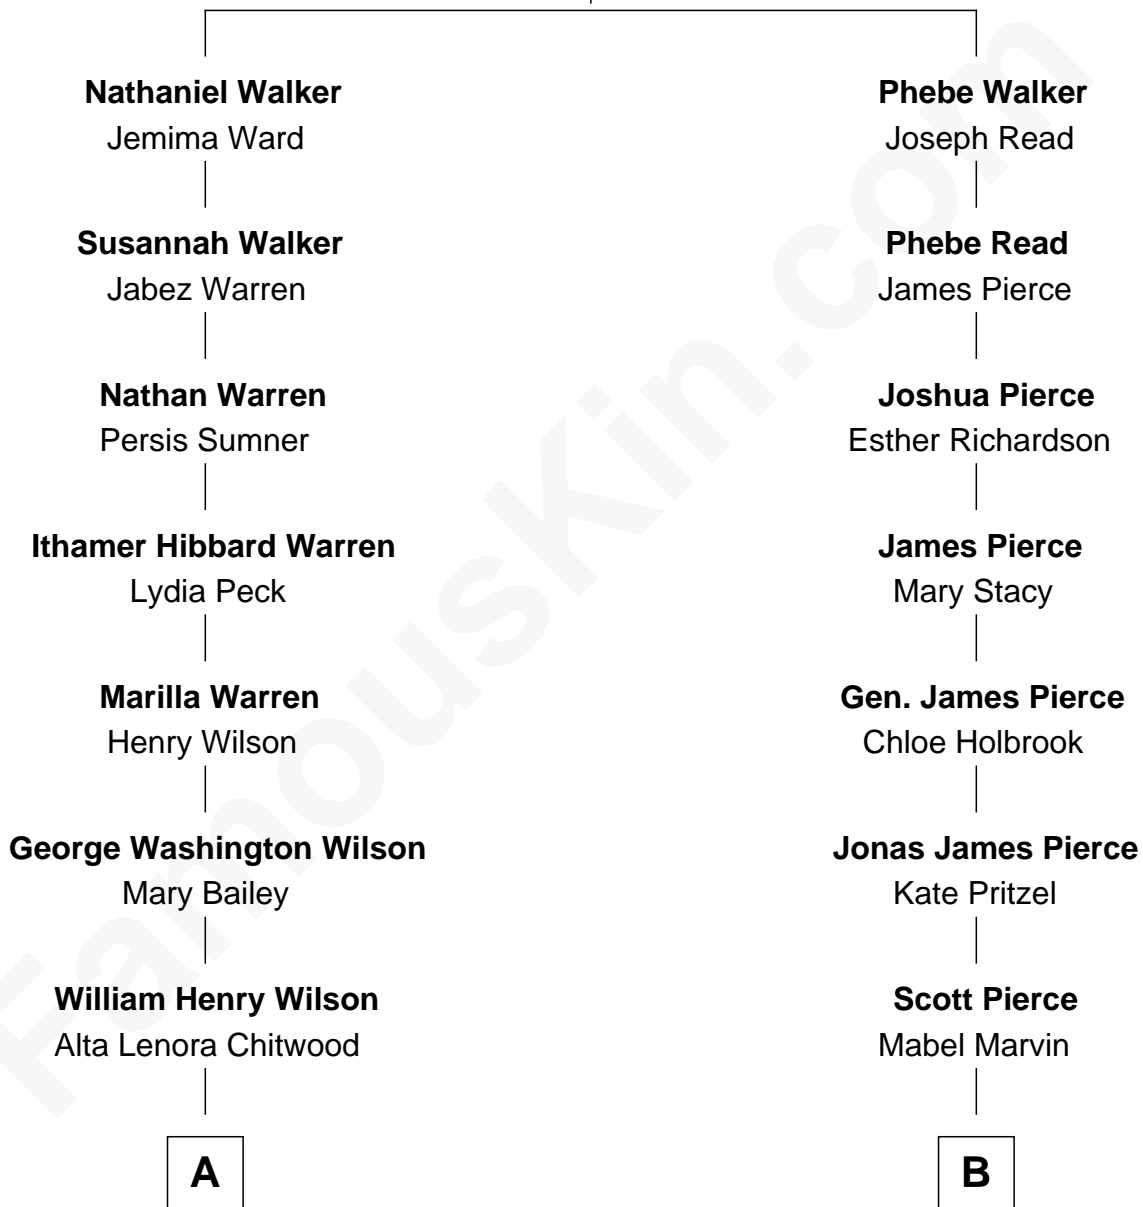 Nathaniel Walker
Jemima Ward
Susannah Walker
Jabez Warren
Nathan Warren
Persis Sumner
Ithamer Hibbard Warren
Lydia Peck
Marilla Warren
Henry Wilson
George Washington Wilson
Mary Bailey
William Henry Wilson
Alta Lenora Chitwood
A
Phebe Walker
Joseph Read
Phebe Read
James Pierce
Joshua Pierce
Esther Richardson
James Pierce
Mary Stacy
Gen. James Pierce
Chloe Holbrook
Jonas James Pierce
Kate Pritzel
Scott Pierce
Mabel Marvin
B
FamousKin.com